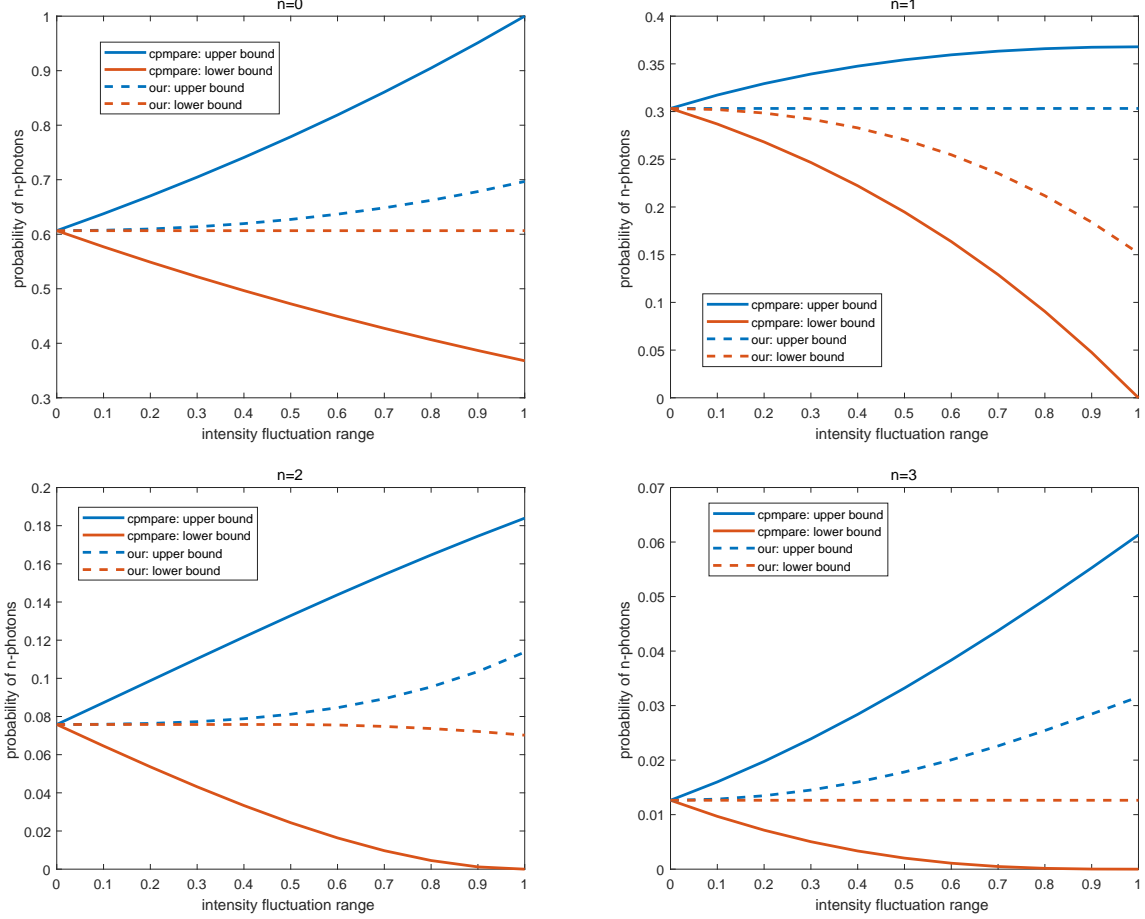 n=0
1
0.9
0.8
0.7
0.6
0.5
0.4
0.3
probability of n-photons
cpmpare: upper bound
cpmpare: lower bound
our: upper bound
our: lower bound
0 0.1 0.2 0.3 0.4 0.5 0.6 0.7 0.8 0.9 1
intensity fluctuation range
n=1
0.4
0.35
0.3
0.25
0.2
0.15
0.1
0.05
0
probability of n-photons
cpmpare: upper bound
cpmpare: lower bound
our: upper bound
our: lower bound
0 0.1 0.2 0.3 0.4 0.5 0.6 0.7 0.8 0.9 1
intensity fluctuation range
n=2
0.2
0.18
0.16
0.14
0.12
0.1
0.08
0.06
0.04
0.02
0
probability of n-photons
cpmpare: upper bound
cpmpare: lower bound
our: upper bound
our: lower bound
0 0.1 0.2 0.3 0.4 0.5 0.6 0.7 0.8 0.9 1
intensity fluctuation range
n=3
0.07
0.06
0.05
0.04
0.03
0.02
0.01
0
probability of n-photons
cpmpare: upper bound
cpmpare: lower bound
our: upper bound
our: lower bound
0 0.1 0.2 0.3 0.4 0.5 0.6 0.7 0.8 0.9 1
intensity fluctuation range